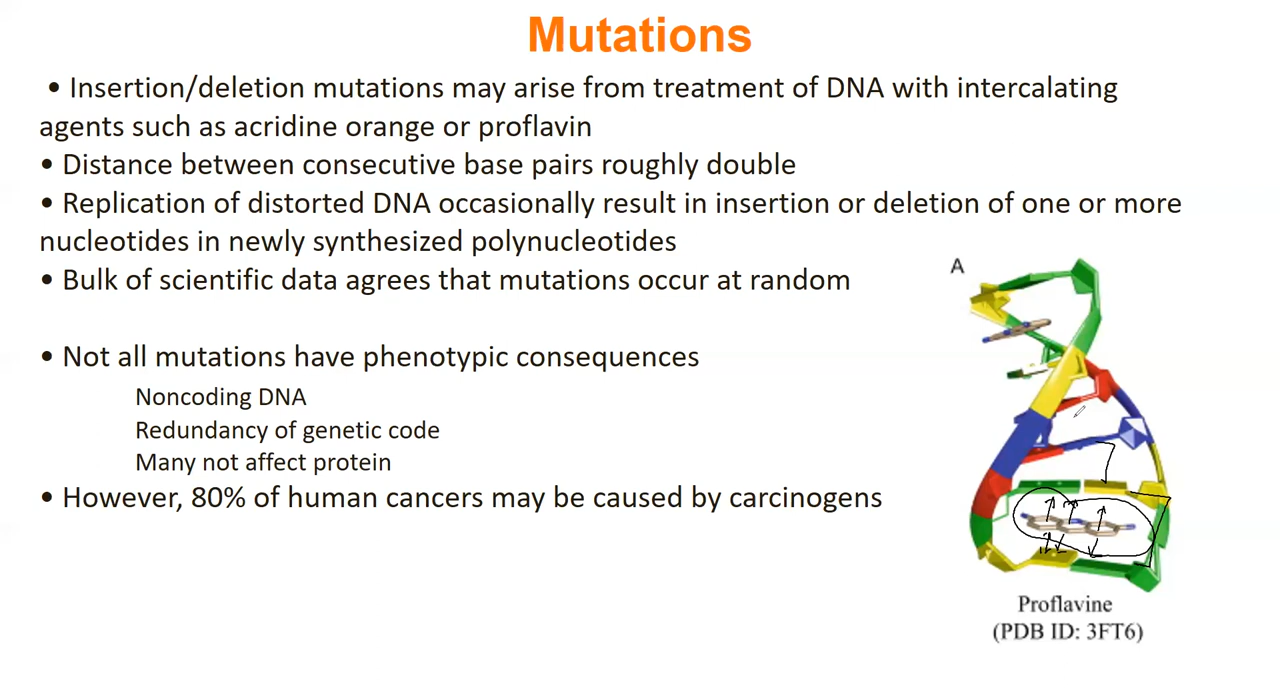 Mutations
• Insertion/deletion mutations may arise from treatment of DNA with intercalating
agents such as acridine orange or proflavin
• Distance between consecutive base pairs roughly double
• Replication of distorted DNA occasionally result in insertion or deletion of one or more
nucleotides in newly synthesized polynucleotides
• Bulk of scientific data agrees that mutations occur at random
• Not all mutations have phenotypic consequences
Noncoding DNA
Redundancy of genetic code
Many not affect protein
• However, 80% of human cancers may be caused by carcinogens
A
Proflavine
(PDB ID: 3FT6)